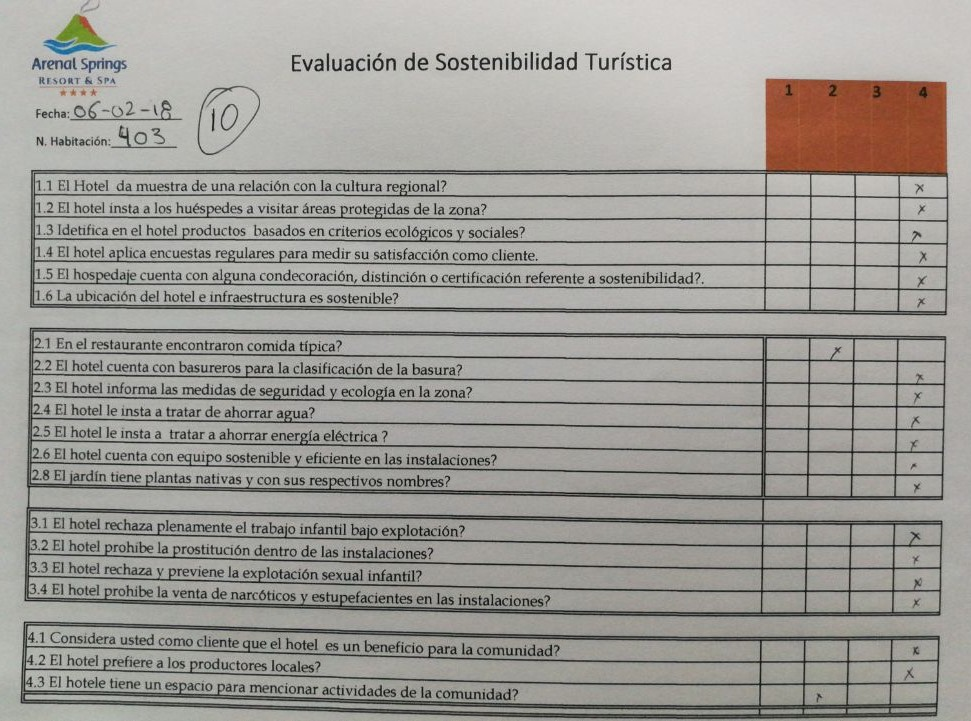 Arenal Springs
RESORT & SPA
Evaluación de Sostenibilidad Turística
Fecha: 06-02-18
10
N. Habitación: 403
1 2 3 4
1.1 El Hotel da muestra de una relación con la cultura regional? x
1.2 El hotel insta a los huéspedes a visitar áreas protegidas de la zona? x
1.3 Idetifica en el hotel productos basados en criterios ecológicos y sociales? x
1.4 El hotel aplica encuestas regulares para medir su satisfacción como cliente. x
1.5 El hospedaje cuenta con alguna condecoración, distinción o certificación referente a sostenibilidad?. x
1.6 La ubicación del hotel e infraestructura es sostenible? x
2.1 En el restaurante encontraron comida típica? x
2.2 El hotel cuenta con basureros para la clasificación de la basura? x
2.3 El hotel informa las medidas de seguridad y ecología en la zona? x
2.4 El hotel le insta a tratar de ahorrar agua? x
2.5 El hotel le insta a tratar a ahorrar energía eléctrica ? x
2.6 El hotel cuenta con equipo sostenible y eficiente en las instalaciones? x
2.8 El jardín tiene plantas nativas y con sus respectivos nombres? x
3.1 El hotel rechaza plenamente el trabajo infantil bajo explotación? x
3.2 El hotel prohíbe la prostitución dentro de las instalaciones? x
3.3 El hotel rechaza y previene la explotación sexual infantil? x
3.4 El hotel prohíbe la venta de narcóticos y estupefacientes en las instalaciones? x
4.1 Considera usted como cliente que el hotel es un beneficio para la comunidad? x
4.2 El hotel prefiere a los productores locales? x
4.3 El hotele tiene un espacio para mencionar actividades de la comunidad? x